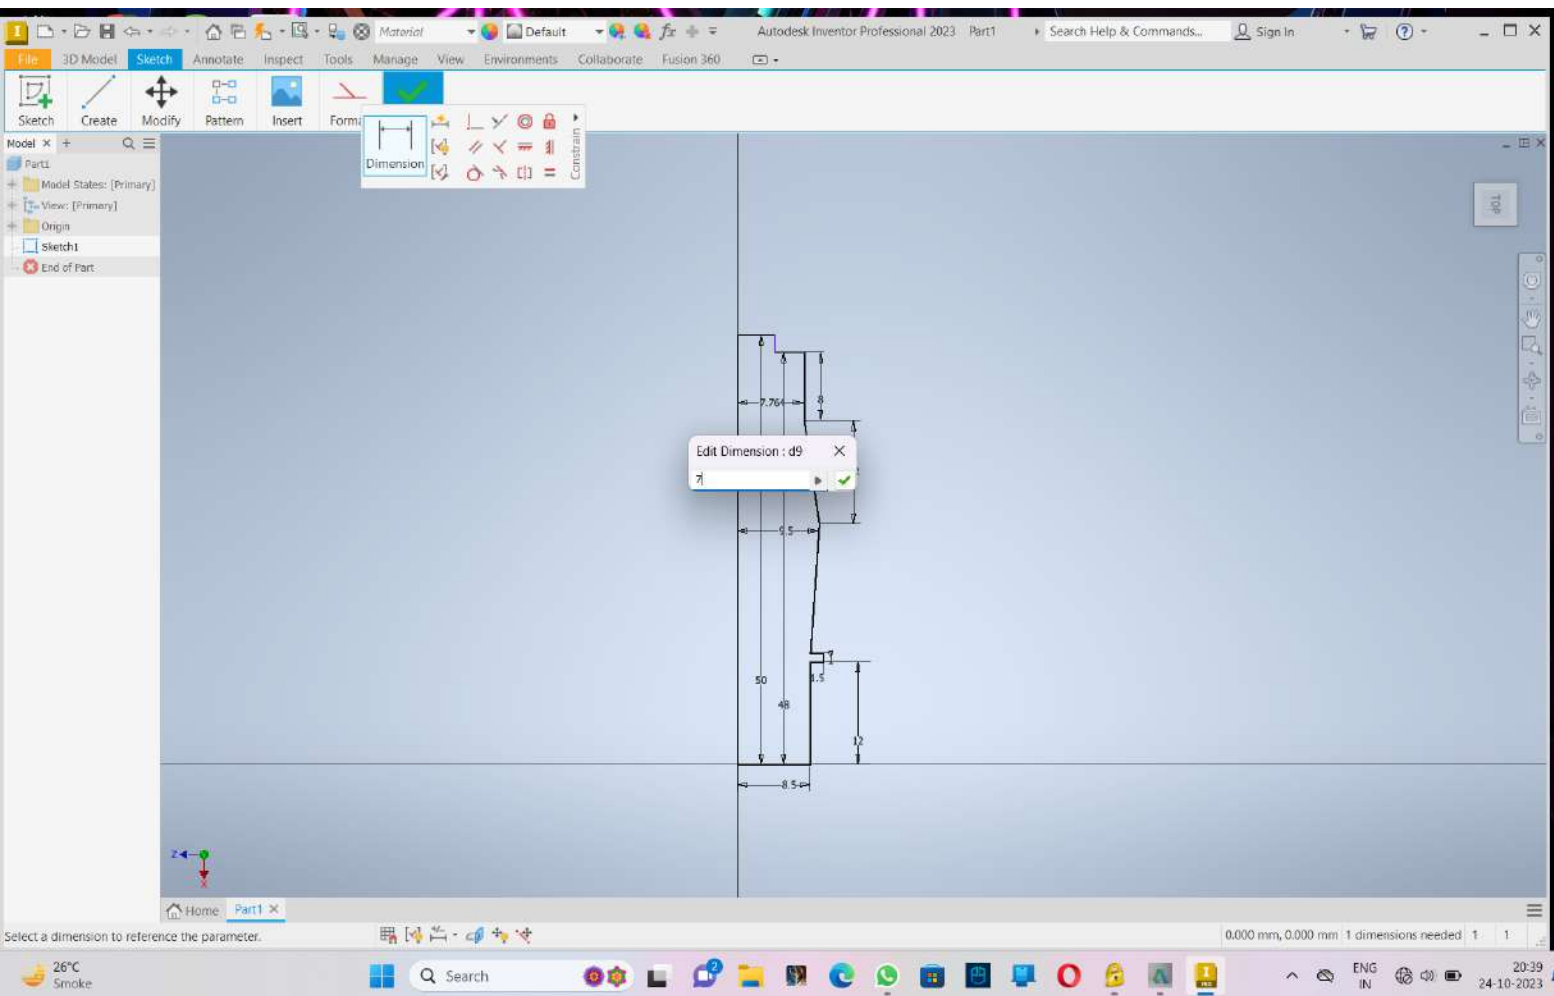 Material
Default
Autodesk Inventor Professional 2023 Part1
Search Help & Commands...
Sign In
File 3D Model Sketch Annotate Inspect Tools Manage View Environments Collaborate Fusion 360
Sketch Create Modify Pattern Insert Forma
Dimension
Constrain
Model × +
Part1
Model States: [Primary]
View: [Primary]
Origin
Sketch1
End of Part
TOP
7.764
8
Edit Dimension : d9
7
9.5
1.5
50
48
12
8.5
Z
X
Home Part1 ×
Select a dimension to reference the parameter.
0.000 mm, 0.000 mm 1 dimensions needed 1 1
26°C
Smoke
Search
2
ENG
IN
20:39
24-10-2023